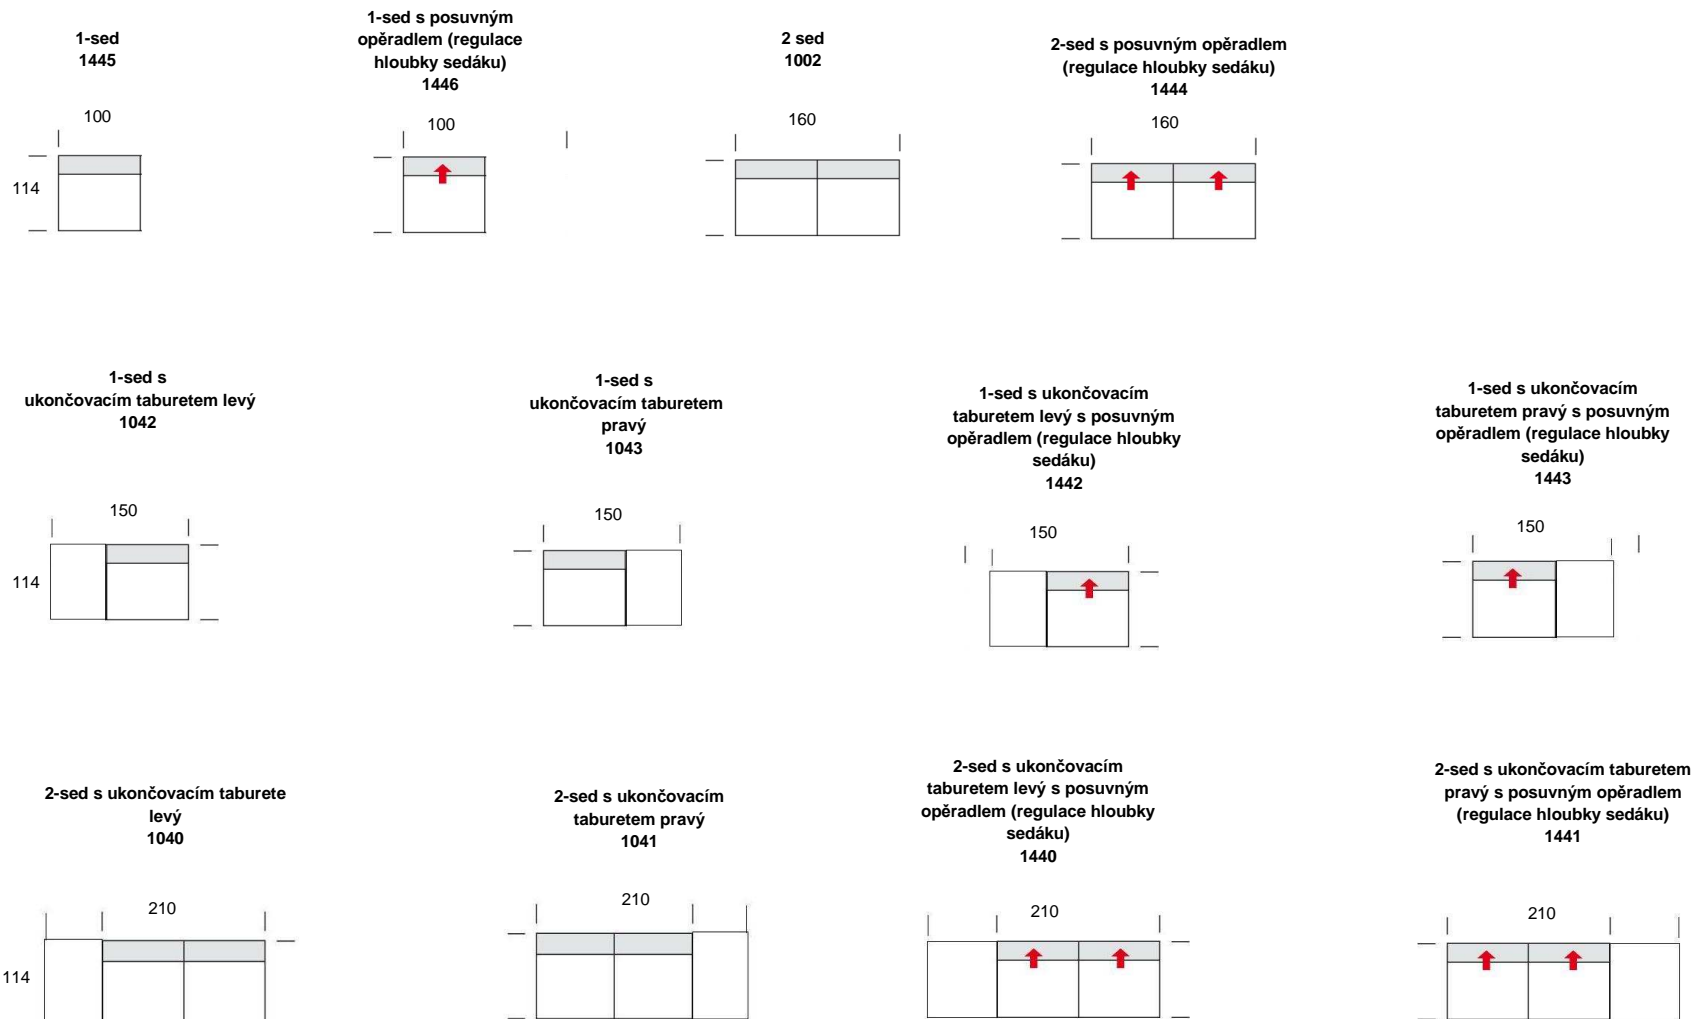 1-sed
1445
100
114
1-sed s posuvným
opěradlem (regulace
hloubky sedáku)
1446
100
2 sed
1002
160
2-sed s posuvným opěradlem
(regulace hloubky sedáku)
1444
160
1-sed s
ukončovacím taburetem levý
1042
150
114
1-sed s
ukončovacím taburetem
pravý
1043
150
1-sed s ukončovacím
taburetem levý s posuvným
opěradlem (regulace hloubky
sedáku)
1442
150
1-sed s ukončovacím
taburetem pravý s posuvným
opěradlem (regulace hloubky
sedáku)
1443
150
2-sed s ukončovacím taburete
levý
1040
210
114
2-sed s ukončovacím
taburetem pravý
1041
210
2-sed s ukončovacím
taburetem levý s posuvným
opěradlem (regulace hloubky
sedáku)
1440
210
2-sed s ukončovacím taburetem
pravý s posuvným opěradlem
(regulace hloubky sedáku)
1441
210